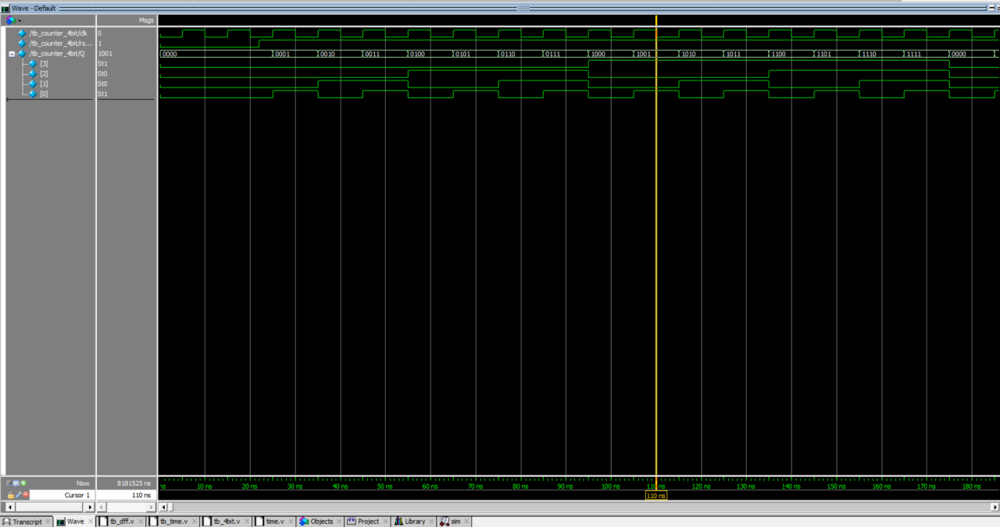 Wave - Default
Msgs
/tb_counter_4bit/clk 0
/tb_counter_4bit/rs... 1
/tb_counter_4bit/Q 1001 0000 0001 0010 0011 0100 0101 0110 0111 1000 1001 1010 1011 1100 1101 1110 1111 0000
[3] St1
[2] St0
[1] St0
[0] St1
Now 8181525 ns ns 10 ns 20 ns 30 ns 40 ns 50 ns 60 ns 70 ns 80 ns 90 ns 100 ns 110 ns 120 ns 130 ns 140 ns 150 ns 160 ns 170 ns 180 ns
Cursor 1 110 ns 110 ns
Transcript Wave tb_dff.v tb_time.v tb_4bit.v time.v Objects Project Library sim